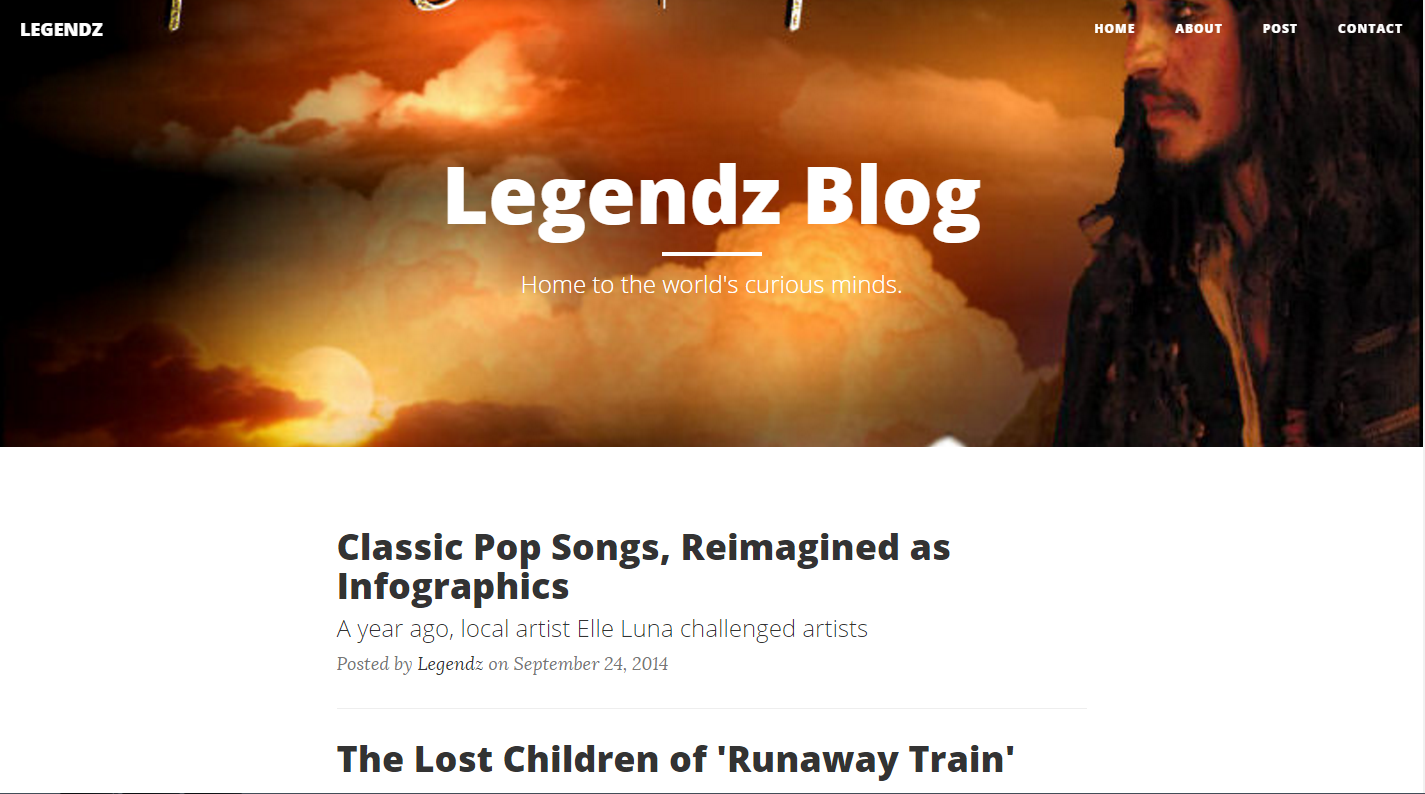 LEGENDZ
HOME ABOUT POST CONTACT
Legendz Blog
Home to the world's curious minds.
Classic Pop Songs, Reimagined as
Infographics
A year ago, local artist Elle Luna challenged artists
Posted by Legendz on September 24, 2014
The Lost Children of 'Runaway Train'